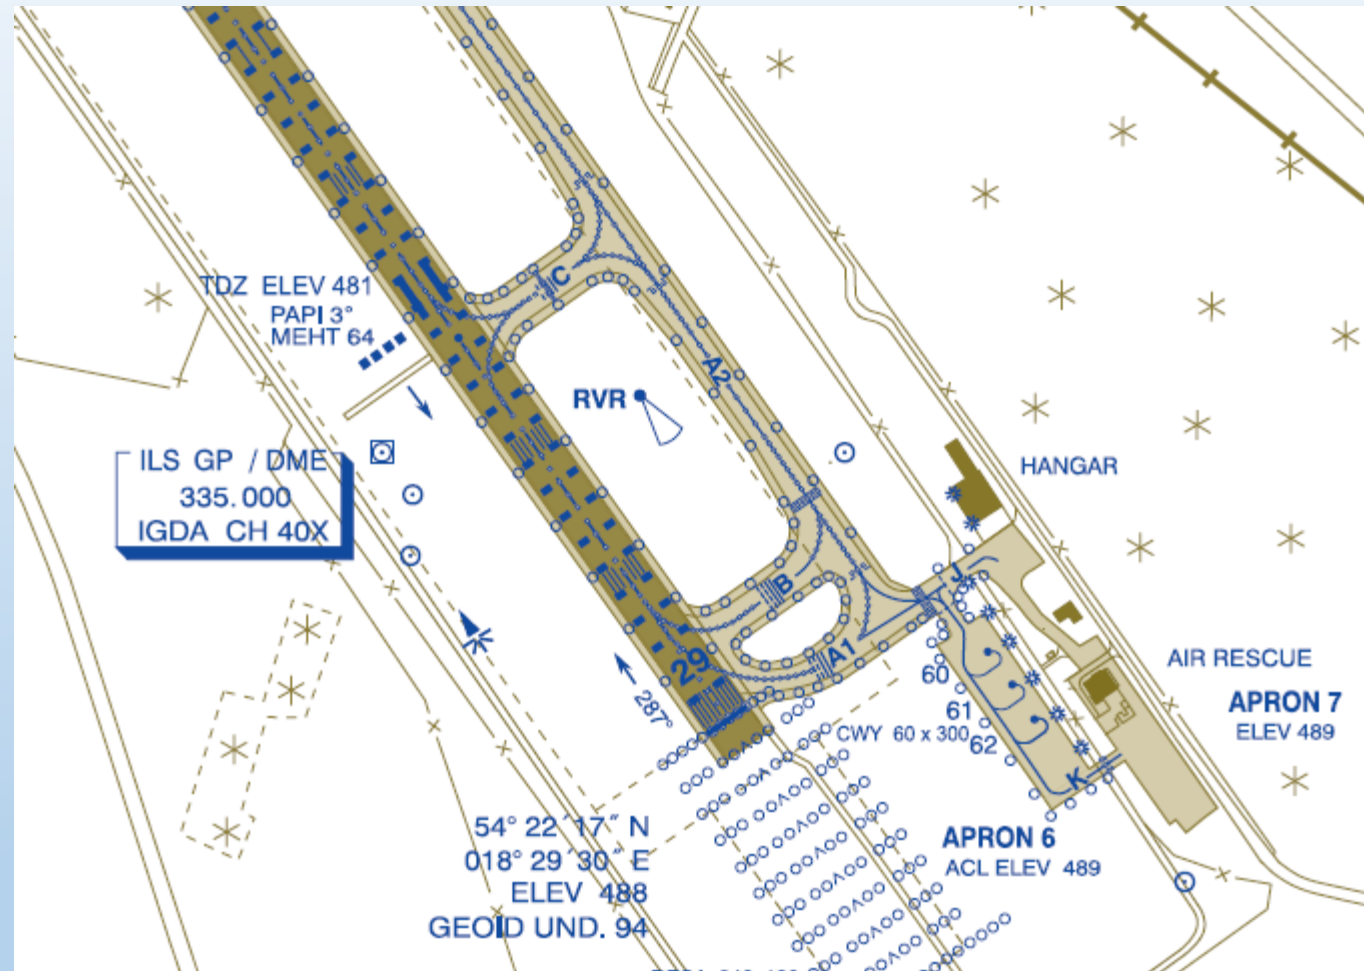 C
TDZ ELEV 481
PAPI 3°
MEHT 64
A2
RVR
ILS GP / DME
335.000
IGDA CH 40X
HANGAR
B
J
29
A1
287°
60
61
62
AIR RESCUE
APRON 7
ELEV 489
CWY 60 x 300
K
54° 22´17˝ N
018° 29´30˝ E
ELEV 488
GEOID UND. 94
APRON 6
ACL ELEV 489